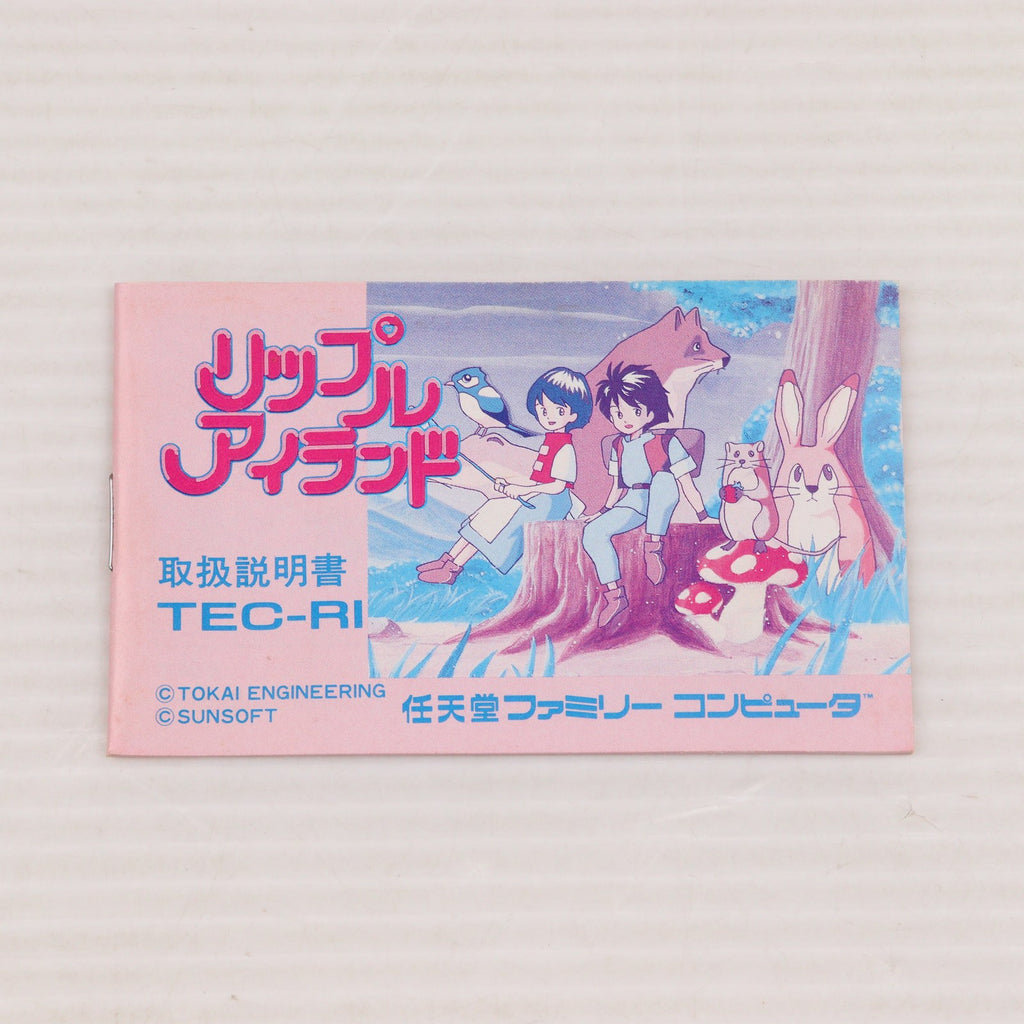 リップル
アイランド
取扱説明書
TEC-RI
©TOKAI ENGINEERING
©SUNSOFT
任天堂ファミリー コンピュータ™